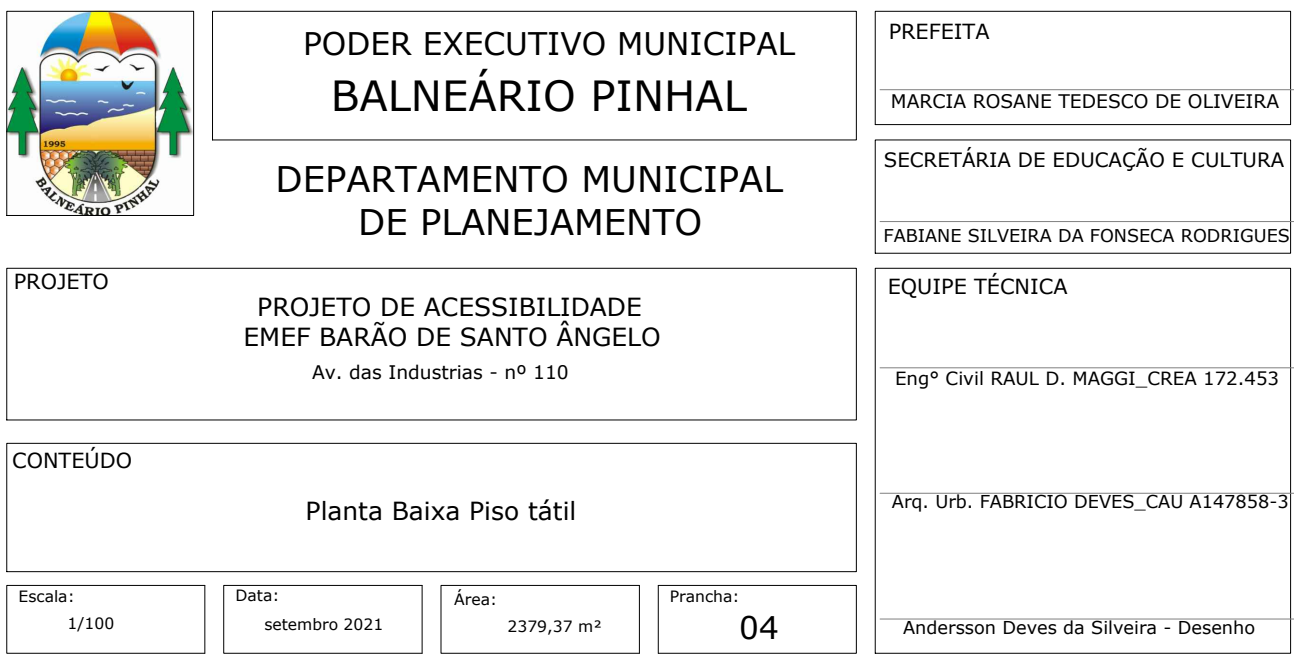 1995
BALNEÁRIO PINHAL
PODER EXECUTIVO MUNICIPAL
BALNEÁRIO PINHAL
DEPARTAMENTO MUNICIPAL
DE PLANEJAMENTO
PREFEITA
MARCIA ROSANE TEDESCO DE OLIVEIRA
SECRETÁRIA DE EDUCAÇÃO E CULTURA
FABIANE SILVEIRA DA FONSECA RODRIGUES
PROJETO
PROJETO DE ACESSIBILIDADE
EMEF BARÃO DE SANTO ÂNGELO
Av. das Industrias - nº 110
CONTEÚDO
Planta Baixa Piso tátil
Escala:
1/100
Data:
setembro 2021
Área:
2379,37 m²
Prancha:
04
EQUIPE TÉCNICA
Eng° Civil RAUL D. MAGGI_CREA 172.453
Arq. Urb. FABRICIO DEVES_CAU A147858-3
Andersson Deves da Silveira - Desenho